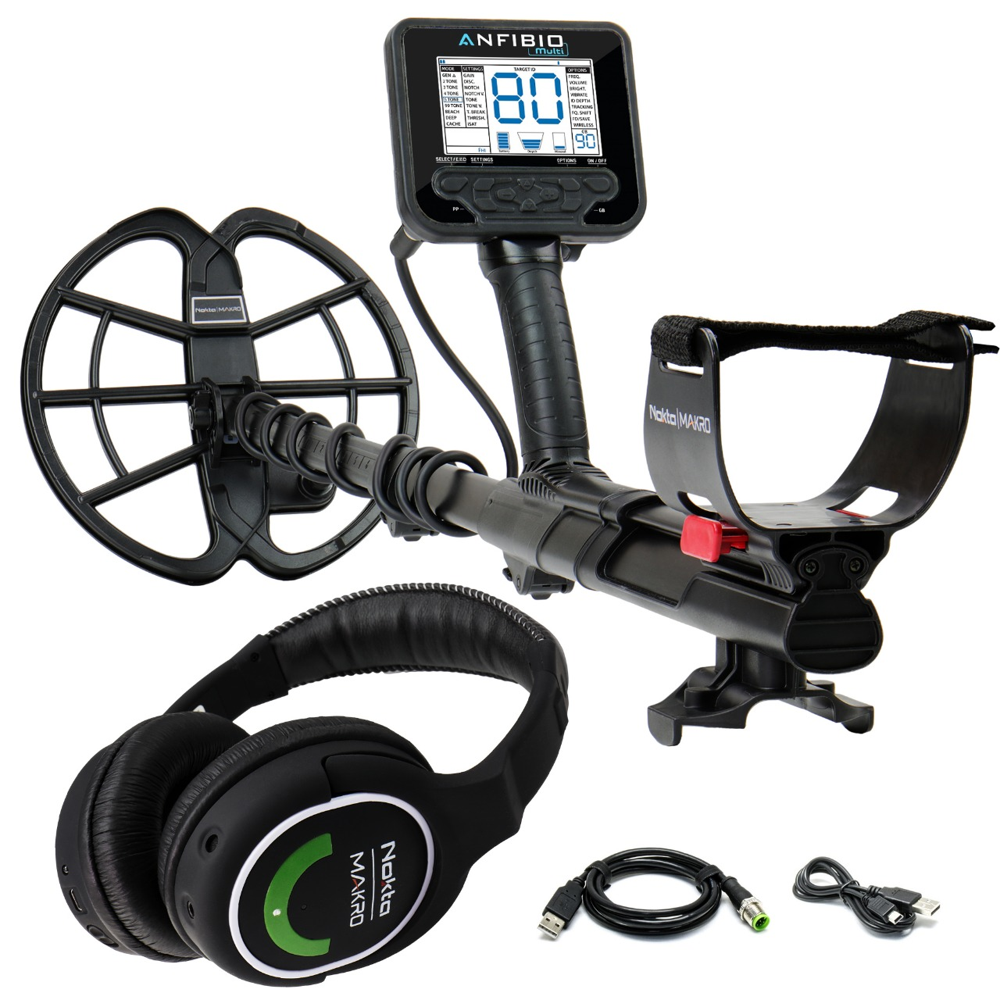 ANFIBIO
multi
MODE
GEN
2 TONE
3 TONE
4 TONE
5 TONE
99 TONE
BEACH
DEEP
CACHE
SETTINGS
GAIN
DISC.
NOTCH
NOTCH V.
TONE
TONE V.
T. BREAK
THRESH.
iSAT
TARGET ID
80
OPTIONS
FREQ.
VOLUME
BRIGHT.
VIBRATE
ID DEPTH
TRACKING
FQ. SHIFT
FD/SAVE
WIRELESS
GB
90
Battery
Depth
Mineral
SETTINGS
OPTIONS
ON / OFF
PP
GB
Nokta|MAKRO
Nokta|MAKRO
Nokta
MAKRO